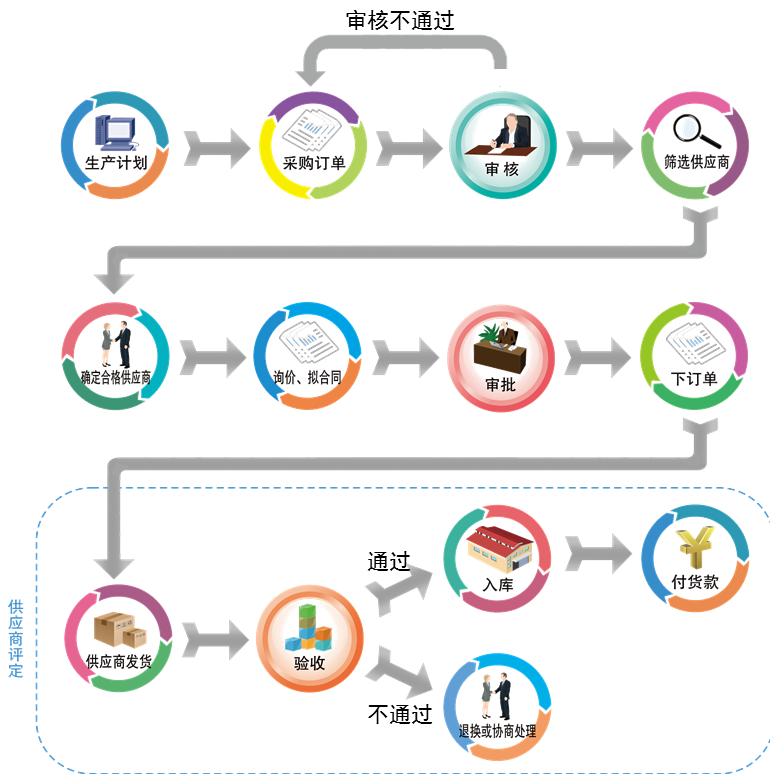 审核不通过
生产计划
采购订单
审核
筛选供应商
确定合格供应商
询价、拟合同
审批
下订单
供应商评定
供应商发货
验收
通过
入库
付货款
不通过
退换或协商处理